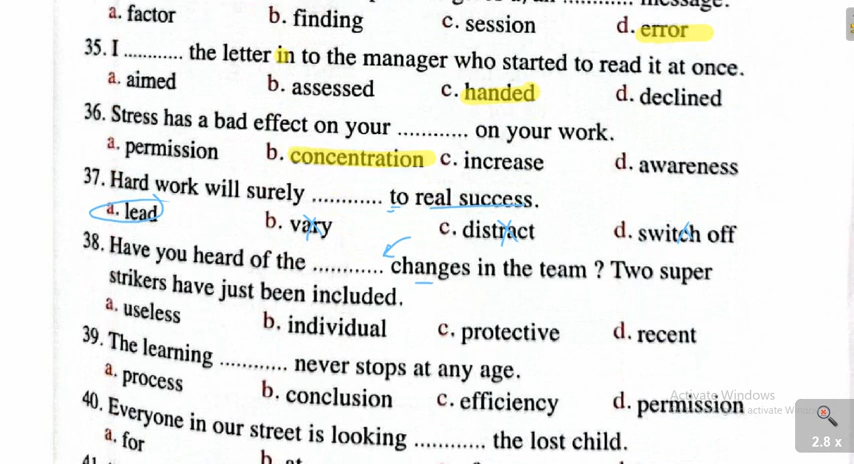 message.
a. factor b. finding c. session d. error
35. I ............ the letter in to the manager who started to read it at once.
a. aimed b. assessed c. handed d. declined
36. Stress has a bad effect on your ............ on your work.
a. permission b. concentration c. increase d. awareness
37. Hard work will surely ............ to real success.
a. lead b. vary c. distract d. switch off
38. Have you heard of the ............ changes in the team ? Two super
strikers have just been included.
a. useless b. individual c. protective d. recent
39. The learning ............ never stops at any age.
a. process b. conclusion c. efficiency d. permission
Activate Windows
activate
40. Everyone in our street is looking ............ the lost child.
a. for b. at
2.8 x